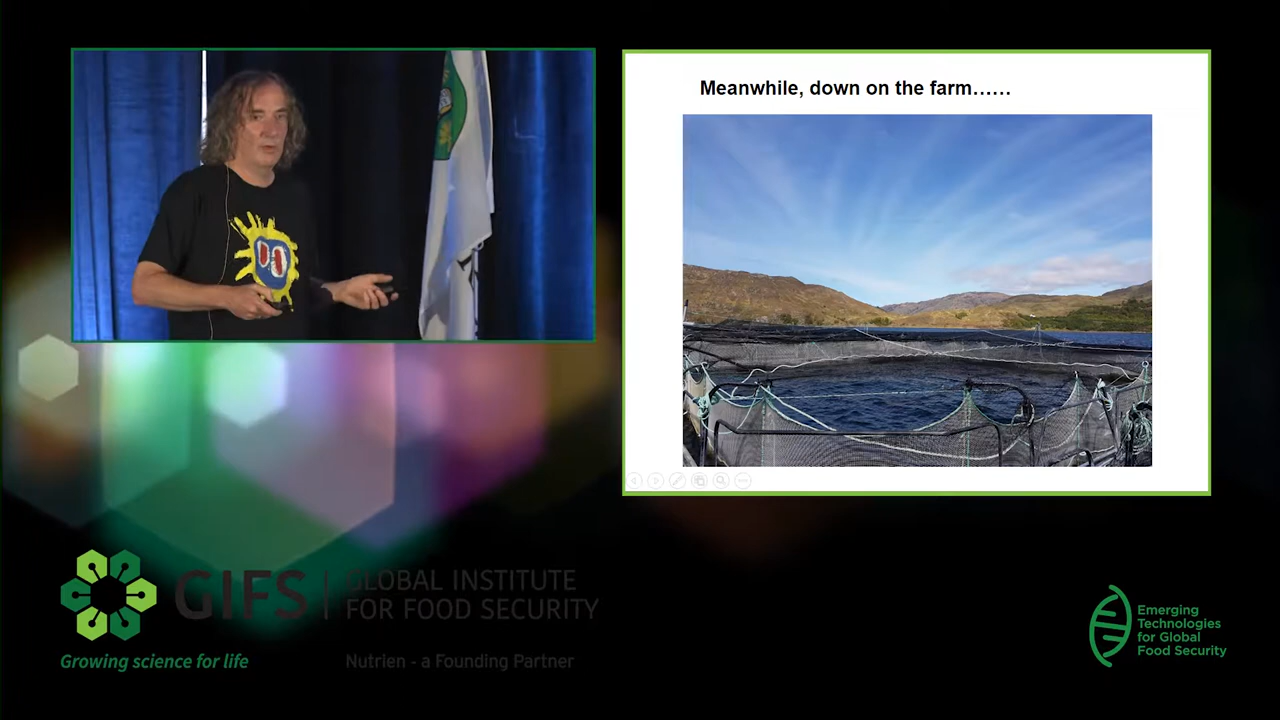 Meanwhile, down on the farm......
GIFS
GLOBAL INSTITUTE
FOR FOOD SECURITY
Growing science for life
Nutrien - a Founding Partner
Emerging
Technologies
for Global
Food Security